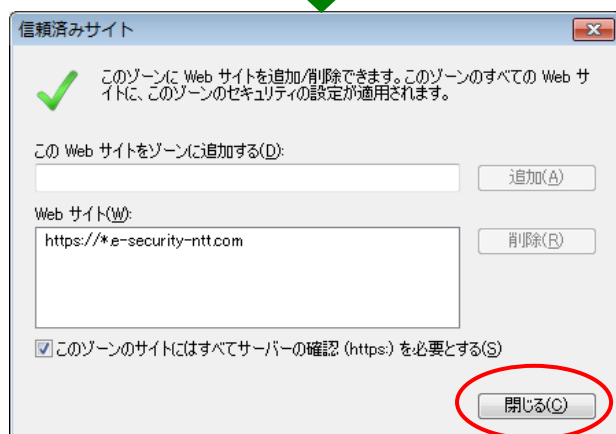 信頼済みサイト
このゾーンに Web サイトを追加/削除できます。このゾーンのすべての Web サ
イトに、このゾーンのセキュリティの設定が適用されます。
この Web サイトをゾーンに追加する(D):
追加(A)
Web サイト(W):
https://*.e-security-ntt.com
削除(R)
このゾーンのサイトにはすべてサーバーの確認 (https:) を必要とする(S)
閉じる(C)